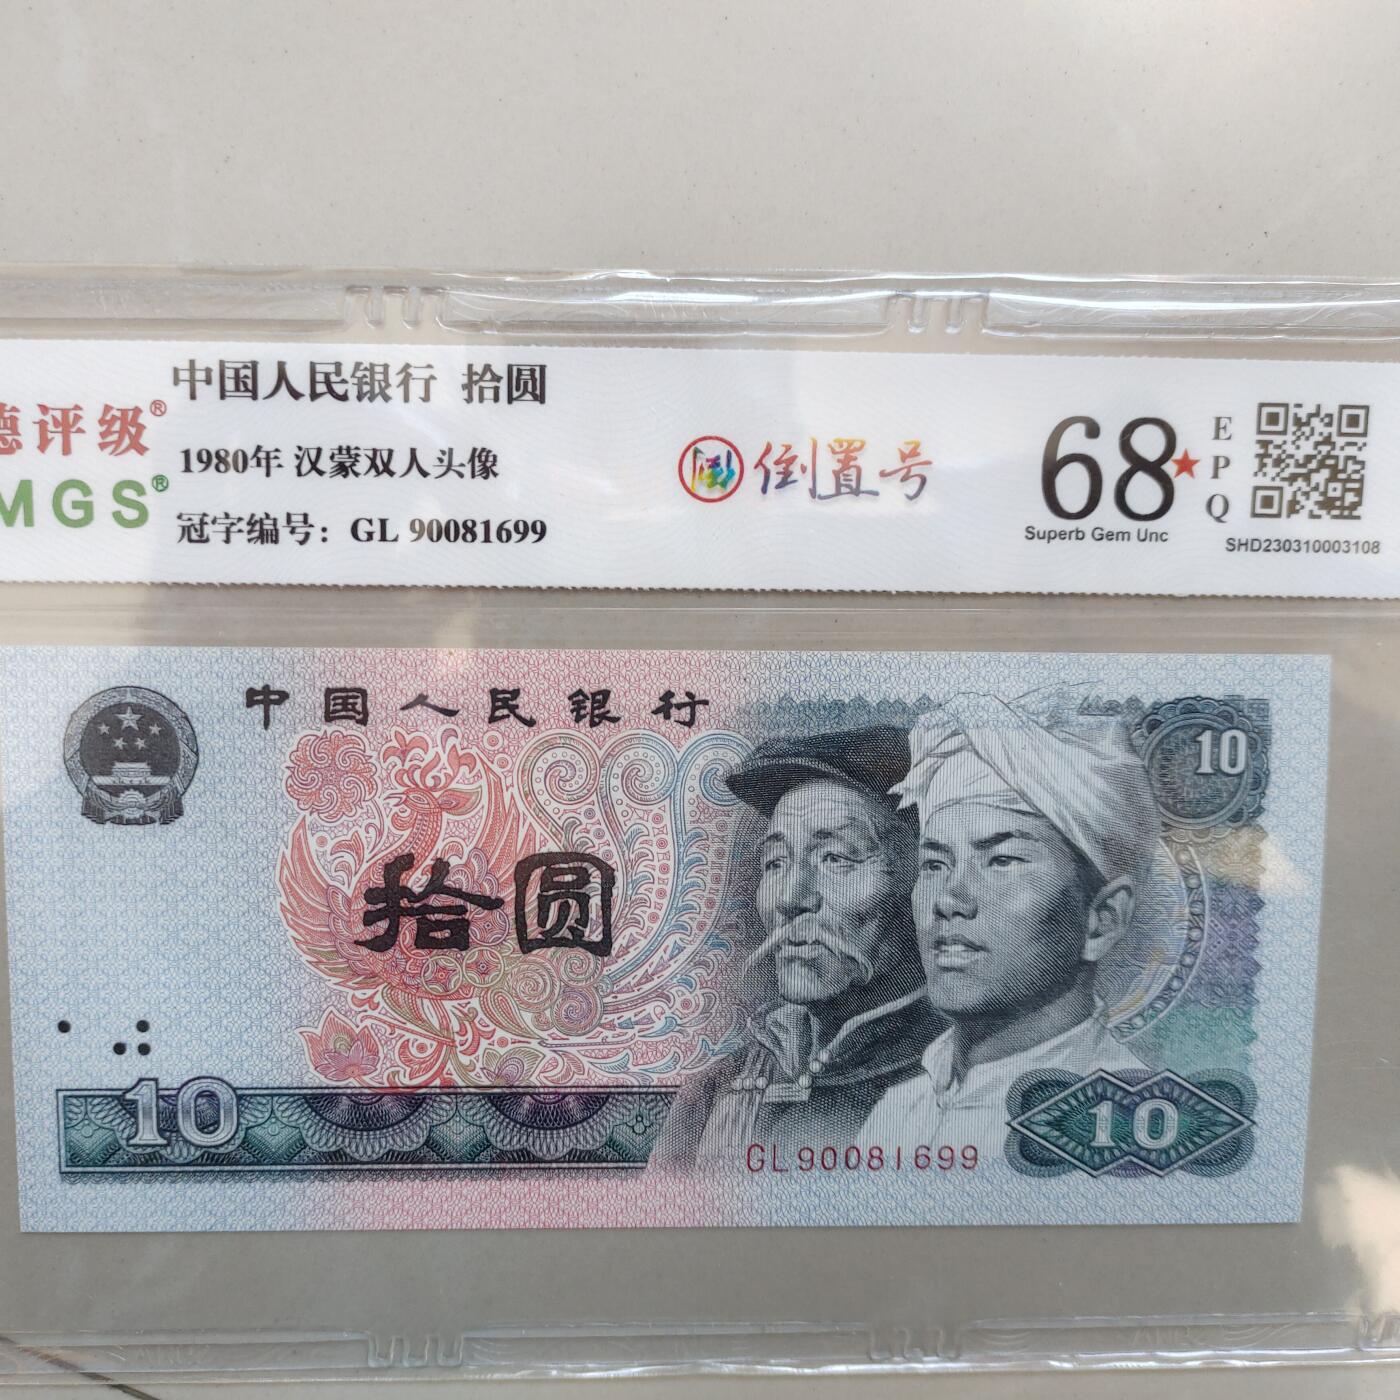 中国人民银行 拾圆
德评级®
MGS®
1980年 汉蒙双人头像
冠字编号：GL 90081699
倒 倒置号
68★
EPQ
Superb Gem Unc
SHD230310003108
中国人民银行
10
拾圆
10
GL90081699
10